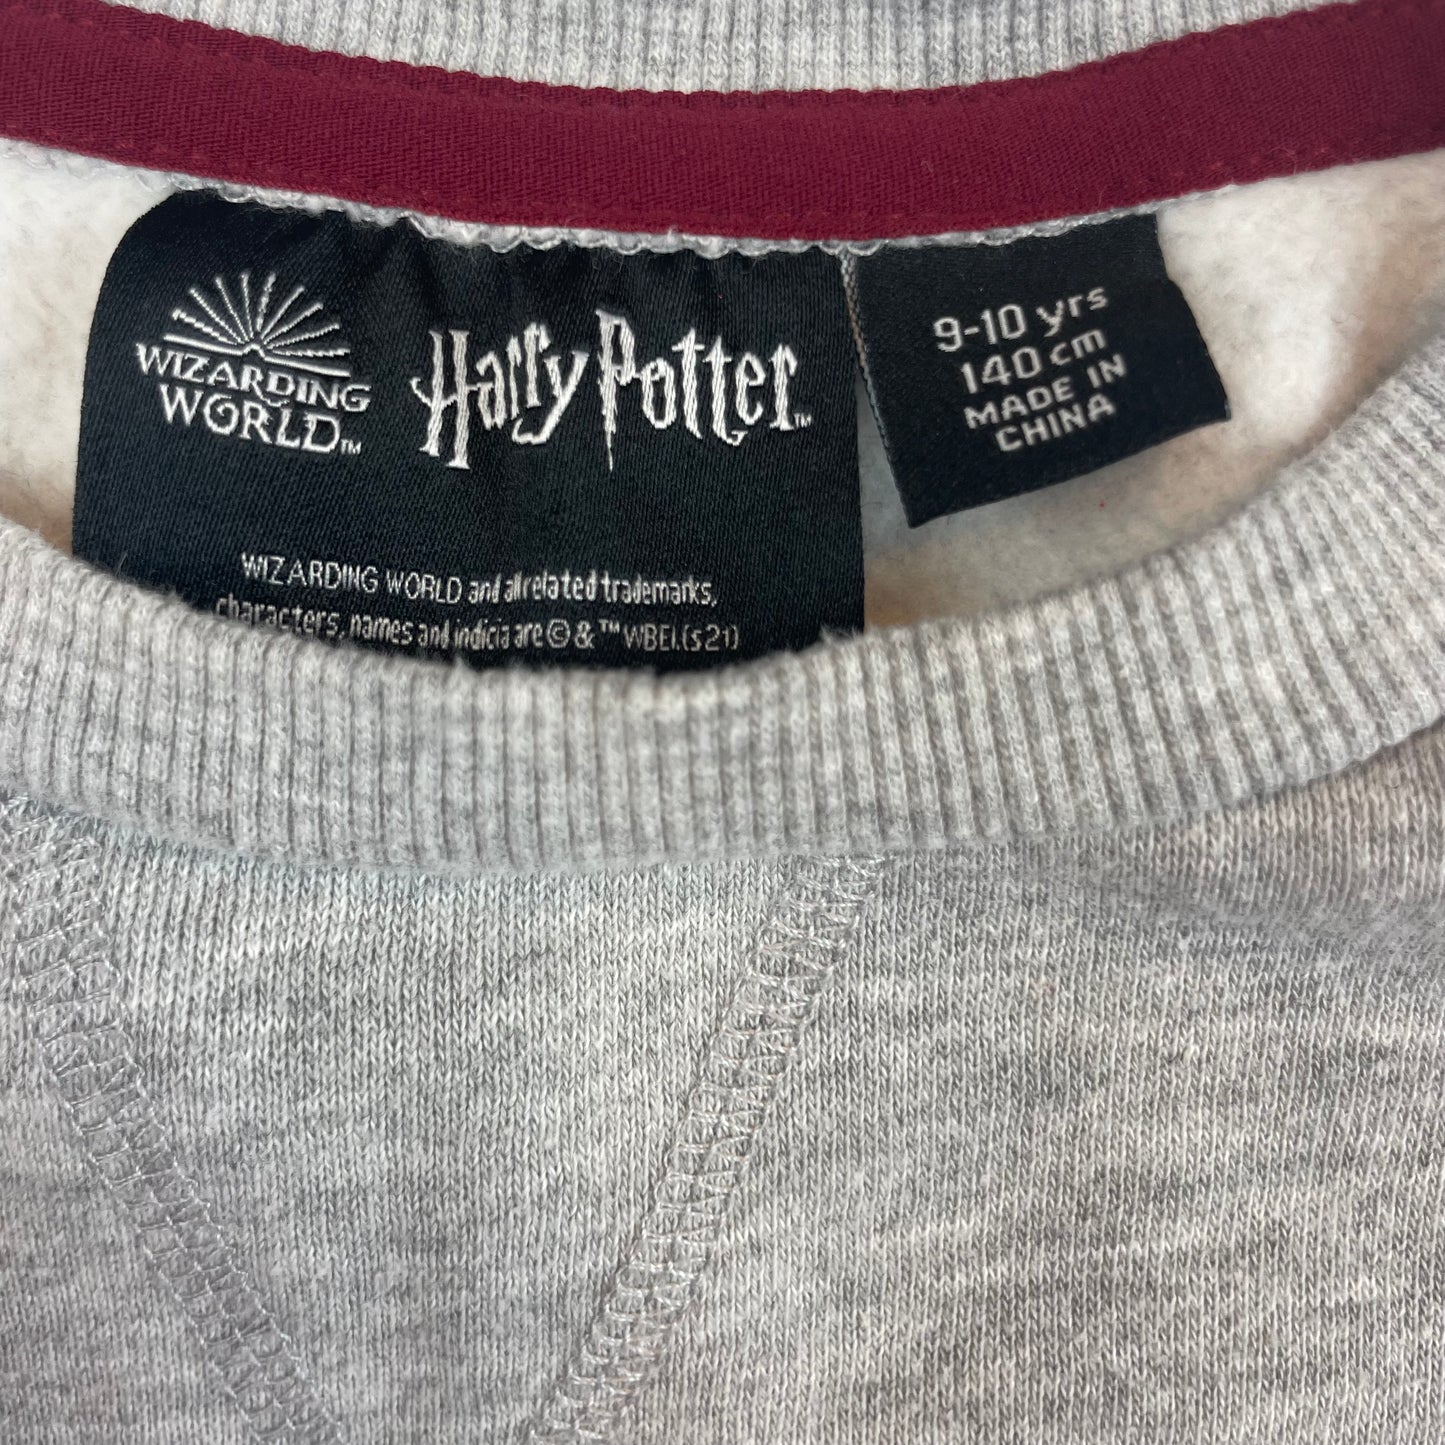 WIZARDING
WORLD™
Harry Potter™
WIZARDING WORLD and all related trademarks,
characters, names and indicia are © & ™ WBEI. (s21)
9-10 yrs
140 cm
MADE IN
CHINA